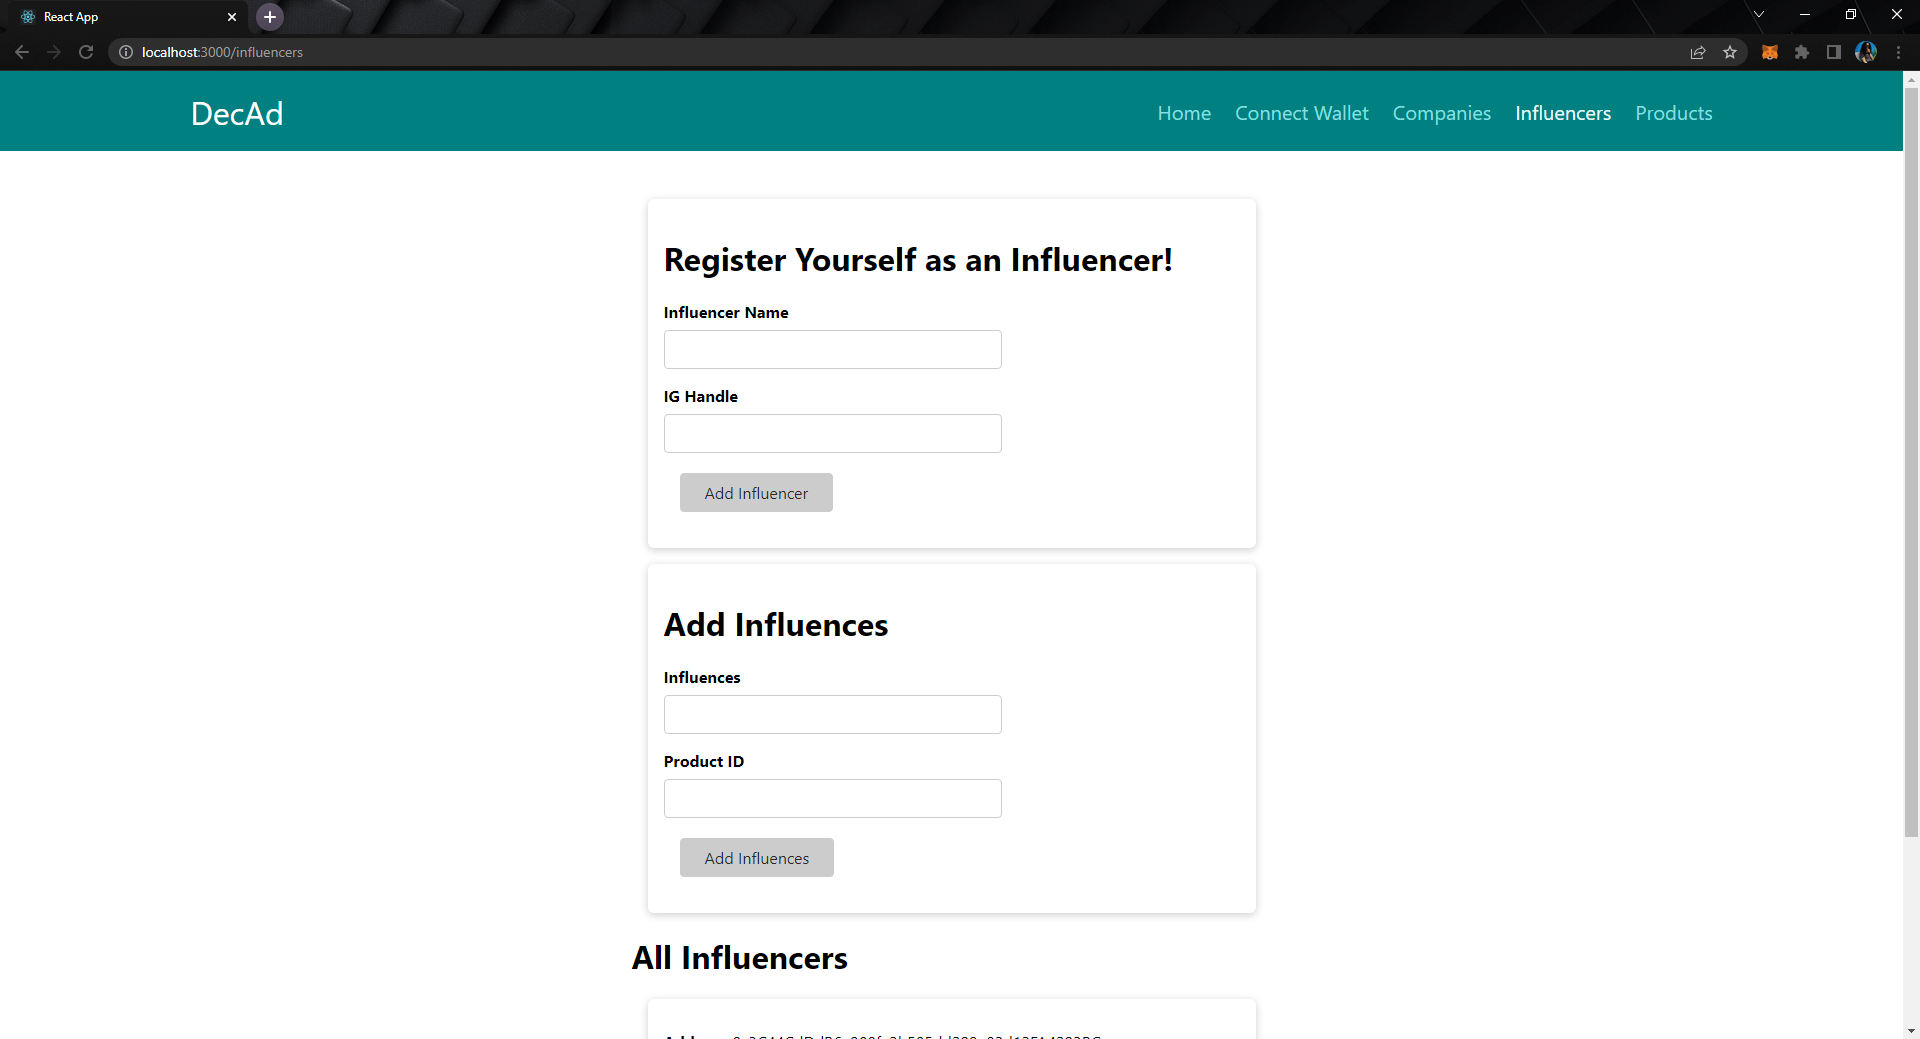 React App
localhost:3000/influencers
DecAd
Home Connect Wallet Companies Influencers Products
Register Yourself as an Influencer!
Influencer Name
IG Handle
Add Influencer
Add Influences
Influences
Product ID
Add Influences
All Influencers